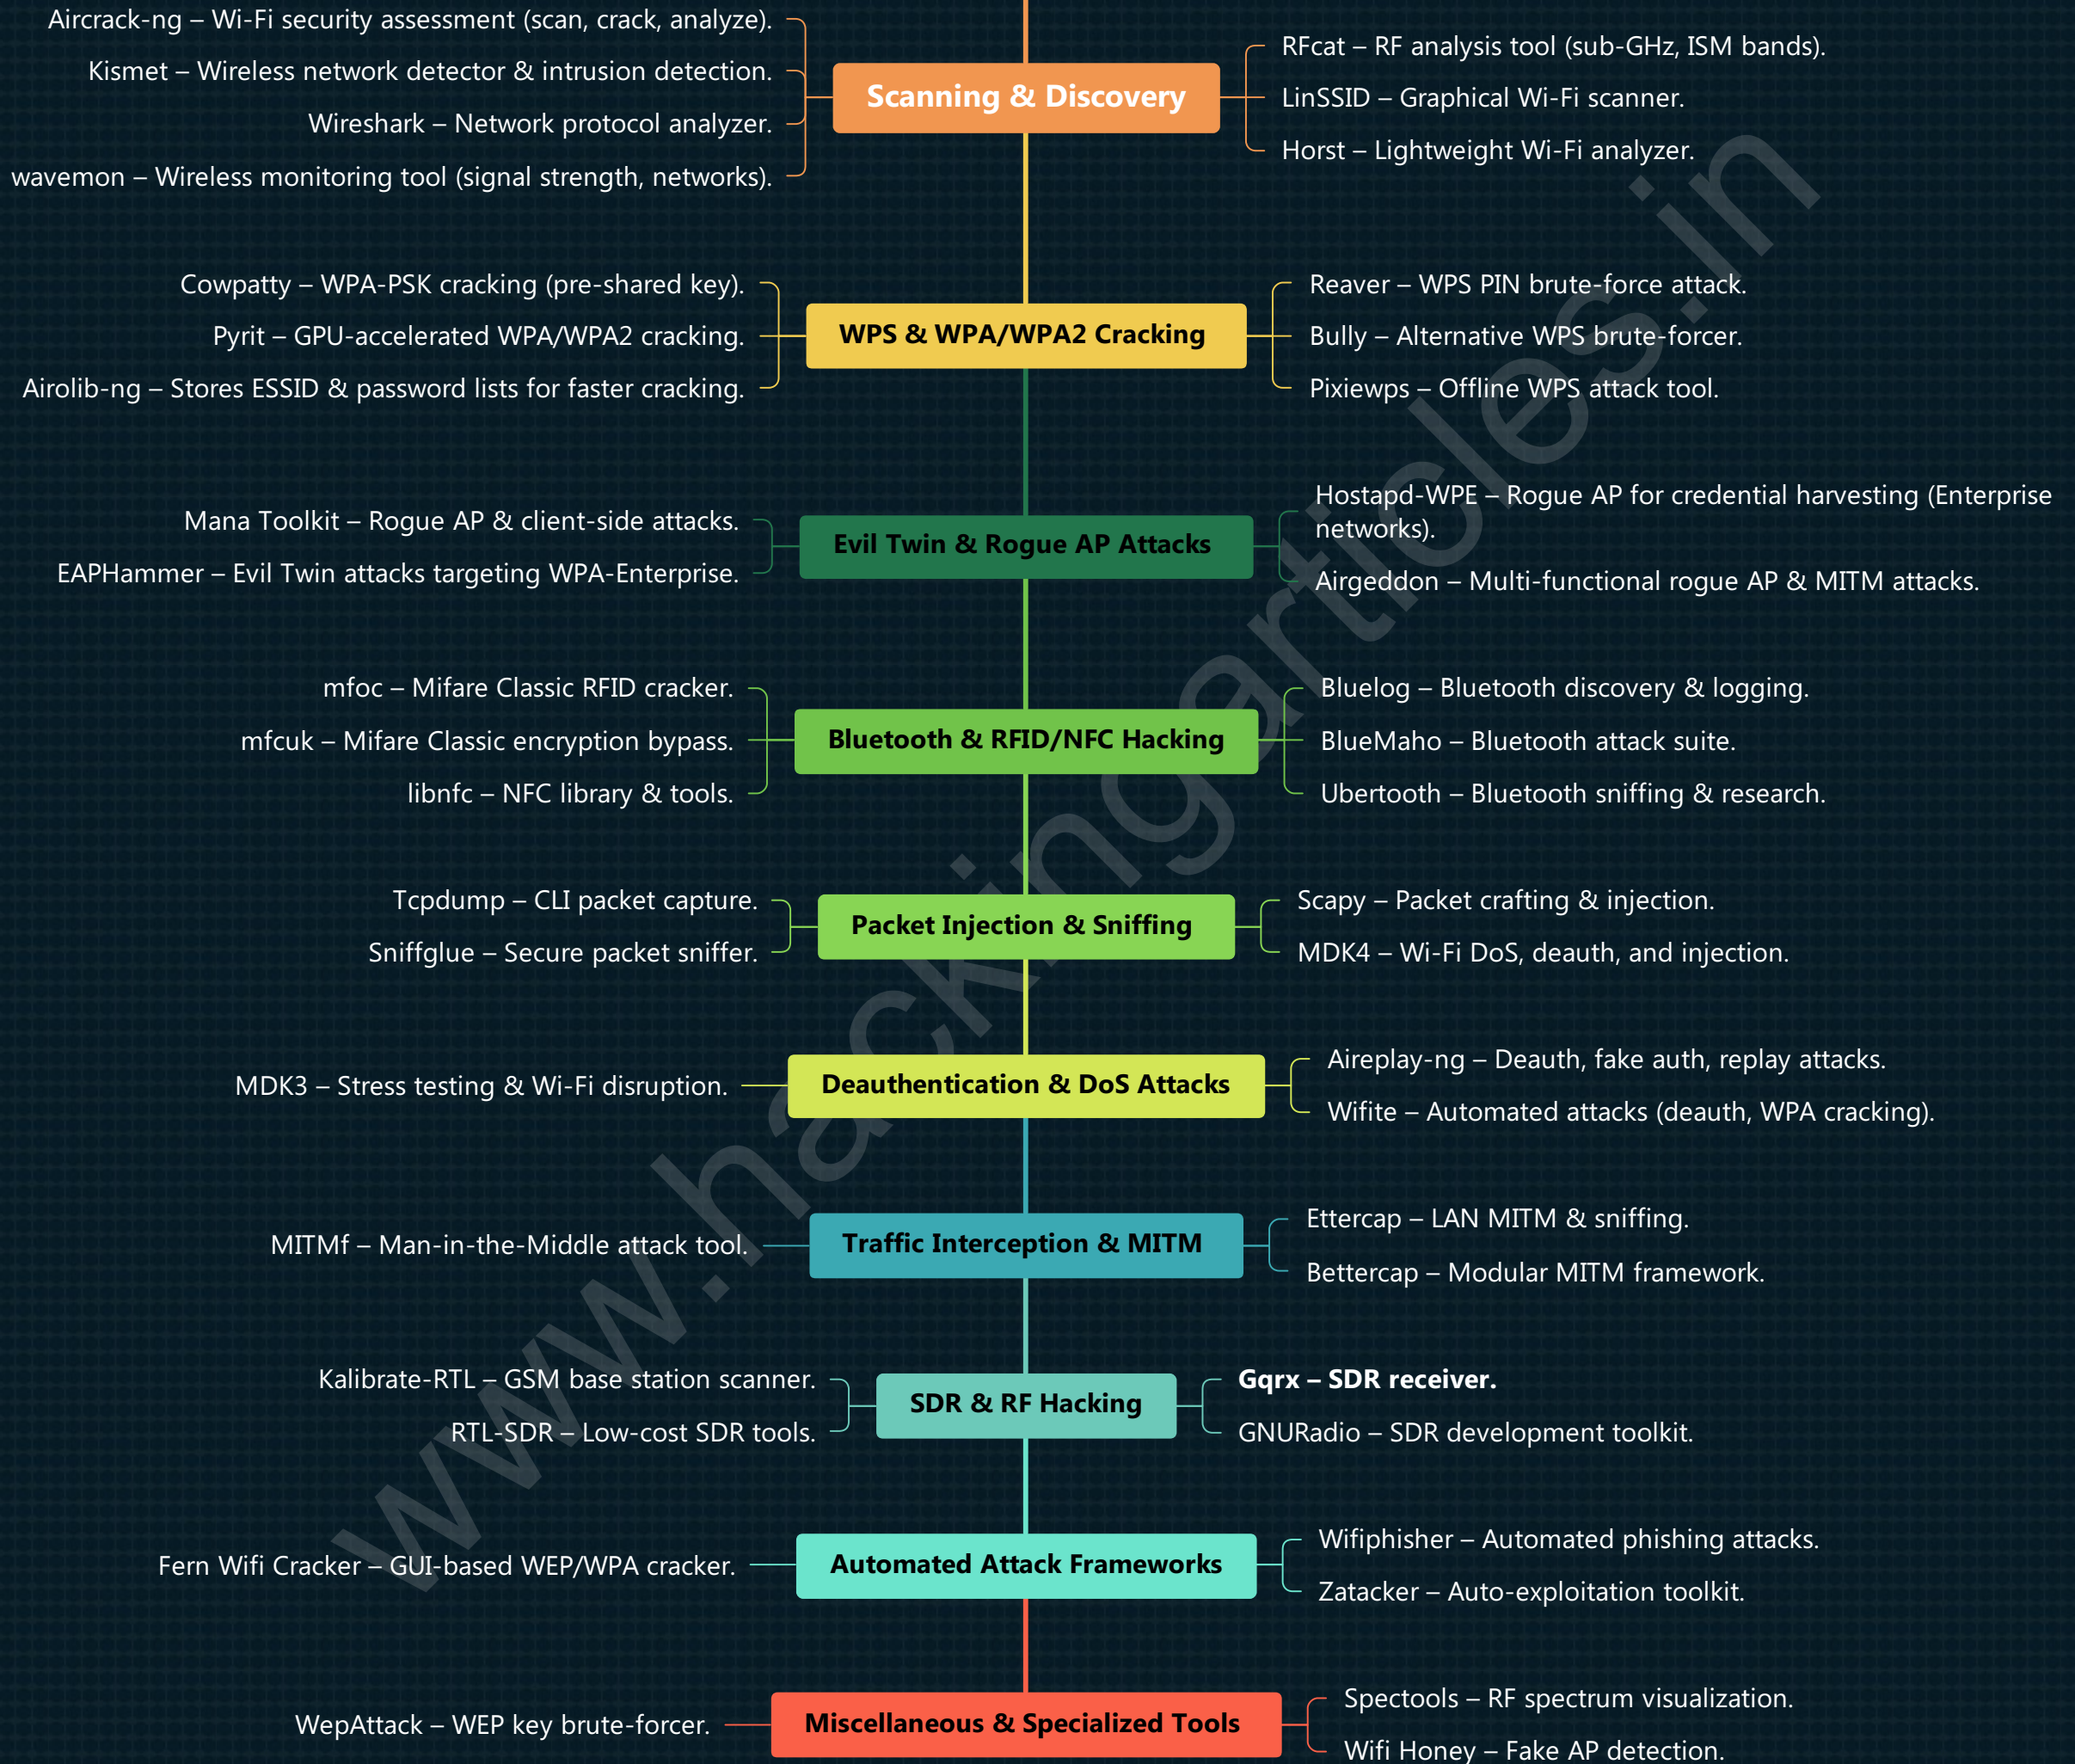 Aircrack-ng – Wi-Fi security assessment (scan, crack, analyze).
Kismet – Wireless network detector & intrusion detection.
Wireshark – Network protocol analyzer.
wavemon – Wireless monitoring tool (signal strength, networks).
Scanning & Discovery
RFcat – RF analysis tool (sub-GHz, ISM bands).
LinSSID – Graphical Wi-Fi scanner.
Horst – Lightweight Wi-Fi analyzer.
Cowpatty – WPA-PSK cracking (pre-shared key).
Pyrit – GPU-accelerated WPA/WPA2 cracking.
Airolib-ng – Stores ESSID & password lists for faster cracking.
WPS & WPA/WPA2 Cracking
Reaver – WPS PIN brute-force attack.
Bully – Alternative WPS brute-forcer.
Pixiewps – Offline WPS attack tool.
Mana Toolkit – Rogue AP & client-side attacks.
EAPHammer – Evil Twin attacks targeting WPA-Enterprise.
Evil Twin & Rogue AP Attacks
Hostapd-WPE – Rogue AP for credential harvesting (Enterprise
networks).
Airgeddon – Multi-functional rogue AP & MITM attacks.
mfoc – Mifare Classic RFID cracker.
mfcuk – Mifare Classic encryption bypass.
libnfc – NFC library & tools.
Bluetooth & RFID/NFC Hacking
Bluelog – Bluetooth discovery & logging.
BlueMaho – Bluetooth attack suite.
Ubertooth – Bluetooth sniffing & research.
Tcpdump – CLI packet capture.
Sniffglue – Secure packet sniffer.
Packet Injection & Sniffing
Scapy – Packet crafting & injection.
MDK4 – Wi-Fi DoS, deauth, and injection.
MDK3 – Stress testing & Wi-Fi disruption.
Deauthentication & DoS Attacks
Aireplay-ng – Deauth, fake auth, replay attacks.
Wifite – Automated attacks (deauth, WPA cracking).
MITMf – Man-in-the-Middle attack tool.
Traffic Interception & MITM
Ettercap – LAN MITM & sniffing.
Bettercap – Modular MITM framework.
Kalibrate-RTL – GSM base station scanner.
RTL-SDR – Low-cost SDR tools.
SDR & RF Hacking
Gqrx – SDR receiver.
GNURadio – SDR development toolkit.
Fern Wifi Cracker – GUI-based WEP/WPA cracker.
Automated Attack Frameworks
Wifiphisher – Automated phishing attacks.
Zatacker – Auto-exploitation toolkit.
WepAttack – WEP key brute-forcer.
Miscellaneous & Specialized Tools
Spectools – RF spectrum visualization.
Wifi Honey – Fake AP detection.
www.hackingarticles.in